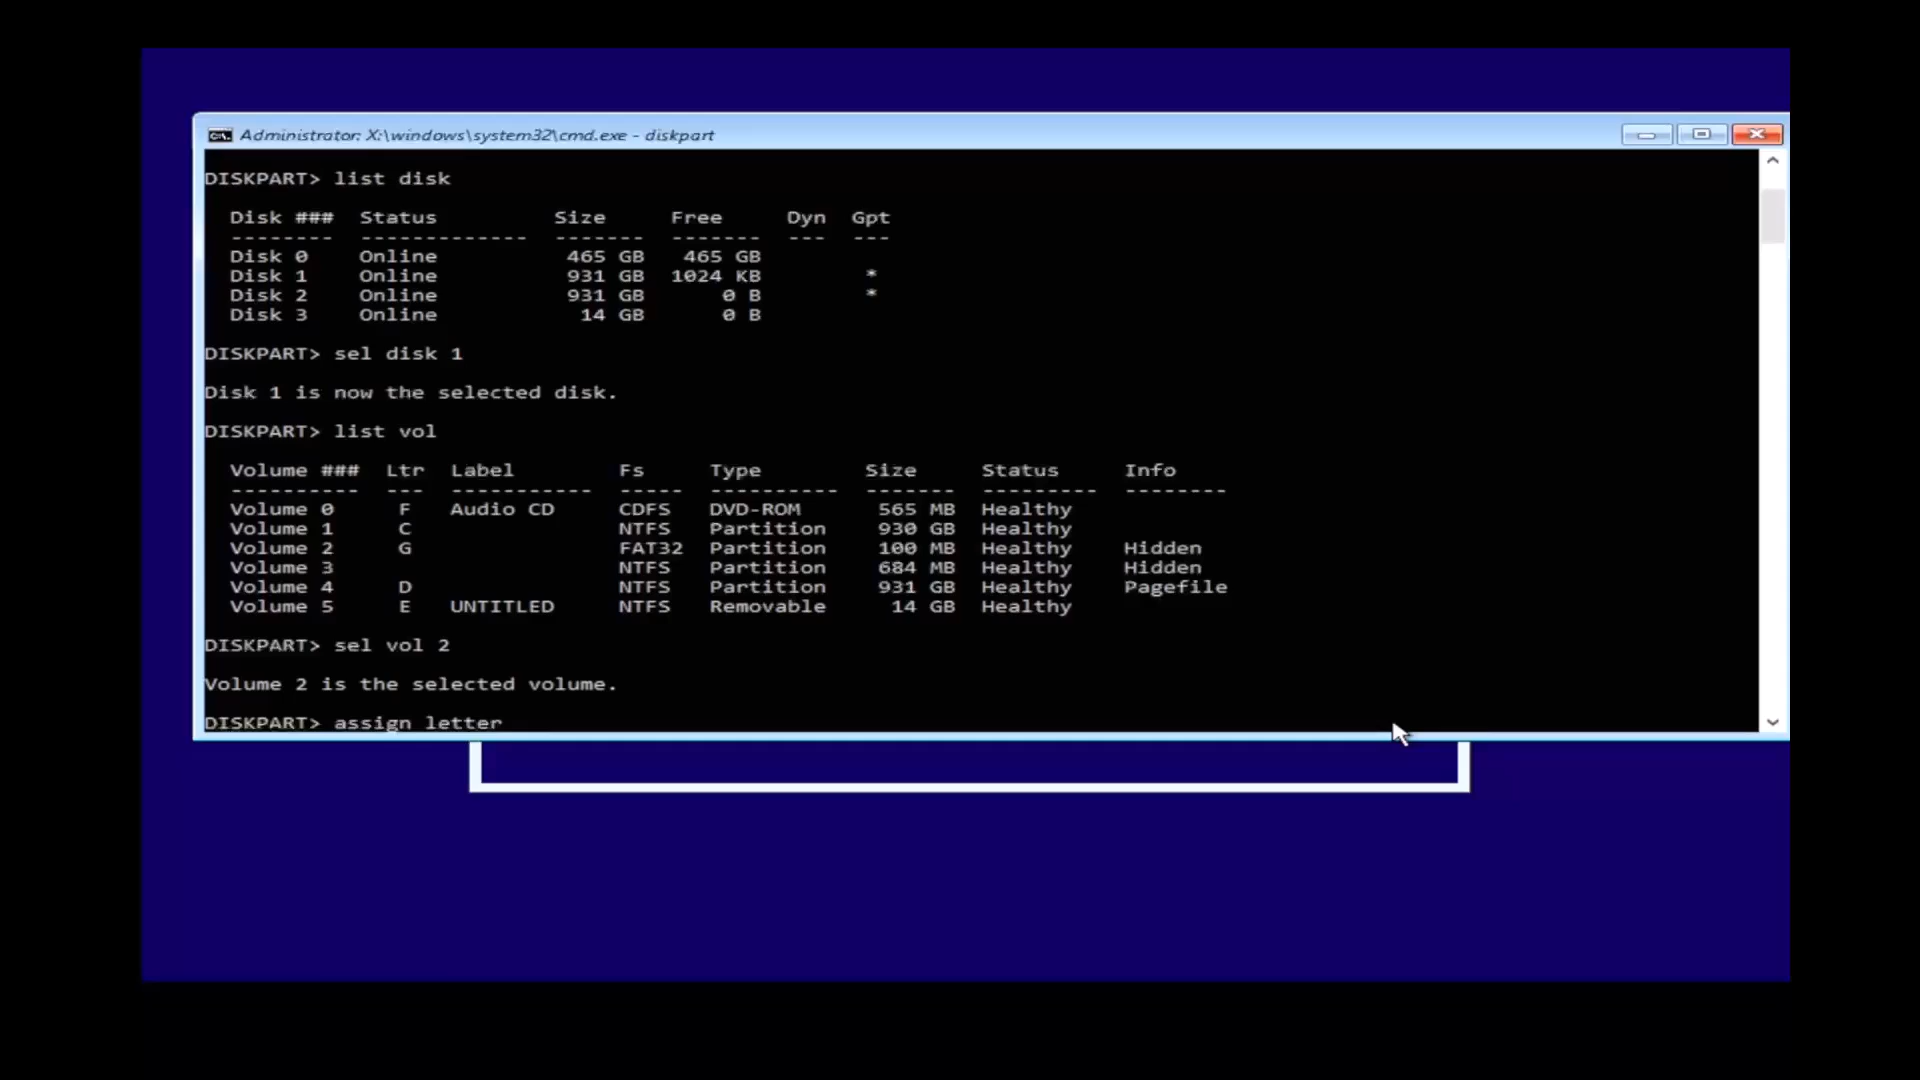 Administrator: X:\windows\system32\cmd.exe - diskpart
DISKPART> list disk
Disk ### Status Size Free Dyn Gpt
-------- ------------- ------- ------- --- ---
Disk 0 Online 465 GB 465 GB
Disk 1 Online 931 GB 1024 KB *
Disk 2 Online 931 GB 0 B *
Disk 3 Online 14 GB 0 B
DISKPART> sel disk 1
Disk 1 is now the selected disk.
DISKPART> list vol
Volume ### Ltr Label Fs Type Size Status Info
---------- --- ----------- ----- ---------- ------- --------- --------
Volume 0 F Audio CD CDFS DVD-ROM 565 MB Healthy
Volume 1 C NTFS Partition 930 GB Healthy
Volume 2 G FAT32 Partition 100 MB Healthy Hidden
Volume 3 NTFS Partition 684 MB Healthy Hidden
Volume 4 D NTFS Partition 931 GB Healthy Pagefile
Volume 5 E UNTITLED NTFS Removable 14 GB Healthy
DISKPART> sel vol 2
Volume 2 is the selected volume.
DISKPART> assign letter